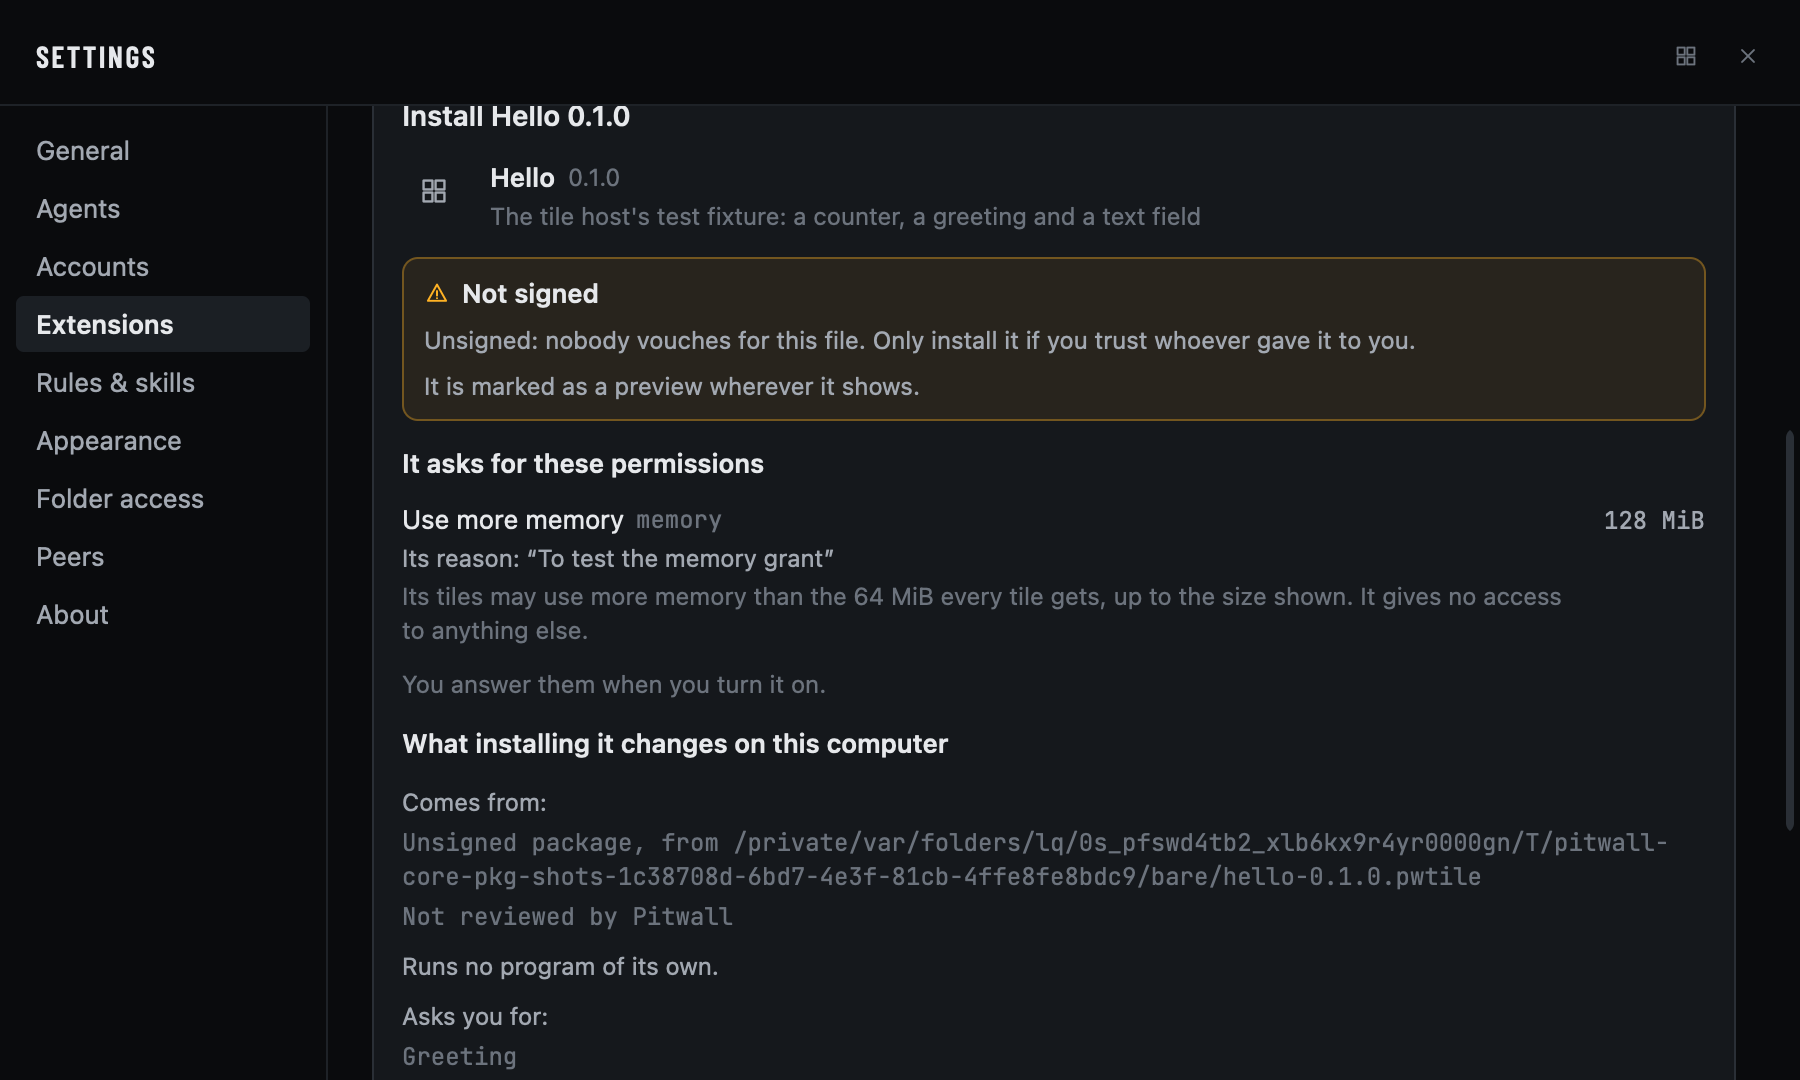 SETTINGS
General
Agents
Accounts
Extensions
Rules & skills
Appearance
Folder access
Peers
About
Install Hello 0.1.0
Hello 0.1.0
The tile host's test fixture: a counter, a greeting and a text field
Not signed
Unsigned: nobody vouches for this file. Only install it if you trust whoever gave it to you.
It is marked as a preview wherever it shows.
It asks for these permissions
Use more memory memory 128 MiB
Its reason: “To test the memory grant”
Its tiles may use more memory than the 64 MiB every tile gets, up to the size shown. It gives no access
to anything else.
You answer them when you turn it on.
What installing it changes on this computer
Comes from:
Unsigned package, from /private/var/folders/lq/0s_pfswd4tb2_xlb6kx9r4yr0000gn/T/pitwall-
core-pkg-shots-1c38708d-6bd7-4e3f-81cb-4ffe8fe8bdc9/bare/hello-0.1.0.pwtile
Not reviewed by Pitwall
Runs no program of its own.
Asks you for:
Greeting